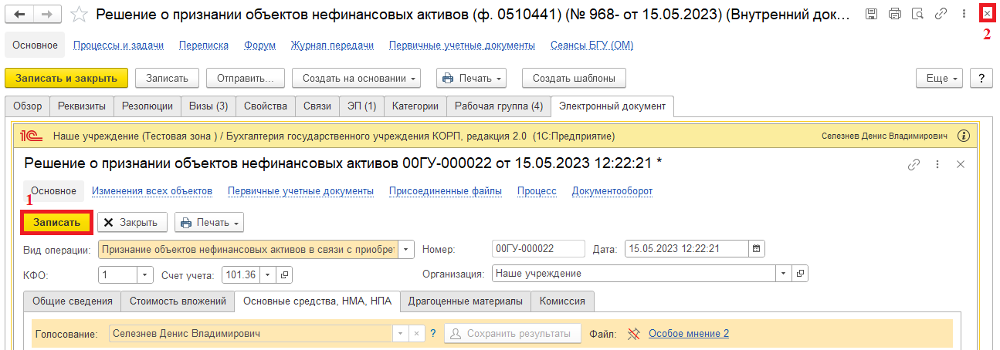 Решение о признании объектов нефинансовых активов (ф. 0510441) (№ 968- от 15.05.2023) (Внутренний док...
2
Основное Процессы и задачи Переписка Форум Журнал передачи Первичные учетные документы Сеансы БГУ (ОМ)
Записать и закрыть Записать Отправить... Создать на основании Печать Создать шаблоны Еще ?
Обзор Реквизиты Резолюции Визы (3) Свойства Связи ЭП (1) Категории Рабочая группа (4) Электронный документ
1С Наше учреждение (Тестовая зона ) / Бухгалтерия государственного учреждения КОРП, редакция 2.0 (1С:Предприятие) Селезнев Денис Владимирович i
Решение о признании объектов нефинансовых активов 00ГУ-000022 от 15.05.2023 12:22:21 *
Основное Изменения всех объектов Первичные учетные документы Присоединенные файлы Процесс Документооборот
1
Записать Закрыть Печать
Вид операции: Признание объектов нефинансовых активов в связи с приобрет Номер: 00ГУ-000022 Дата: 15.05.2023 12:22:21
КФО: 1 Счет учета: 101.36 Организация: Наше учреждение
Общие сведения Стоимость вложений Основные средства, НМА, НПА Драгоценные материалы Комиссия
Голосование: Селезнев Денис Владимирович ? Сохранить результаты Файл: Особое мнение 2